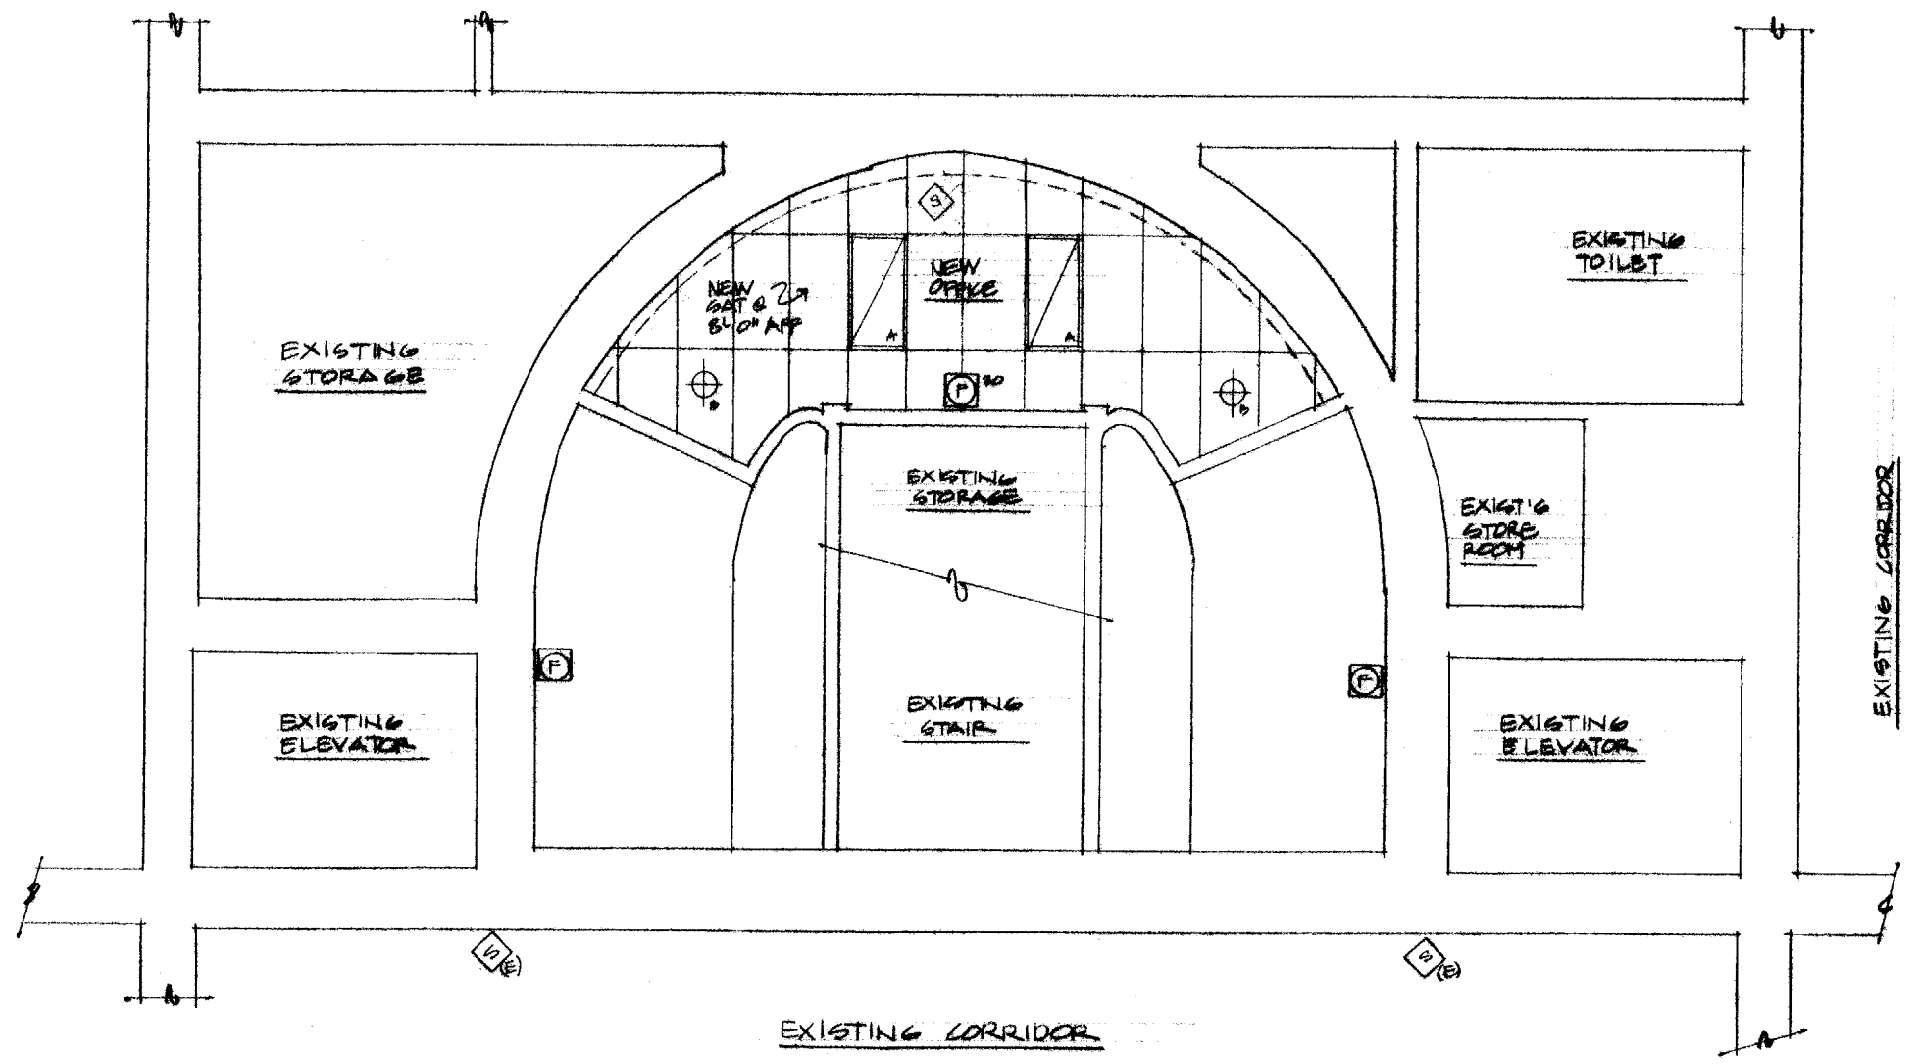 S
EXISTING
TOILET
NEW
OFFICE
NEW
SAT @
8'-0" AFF
A
A
EXISTING
STORAGE
B
F
B
EXISTING
STORAGE
EXIST'G
STORE
ROOM
F
F
EXISTING
STAIR
EXISTING
ELEVATOR
EXISTING
ELEVATOR
EXISTING CORRIDOR
S (E)
S (E)
EXISTING CORRIDOR